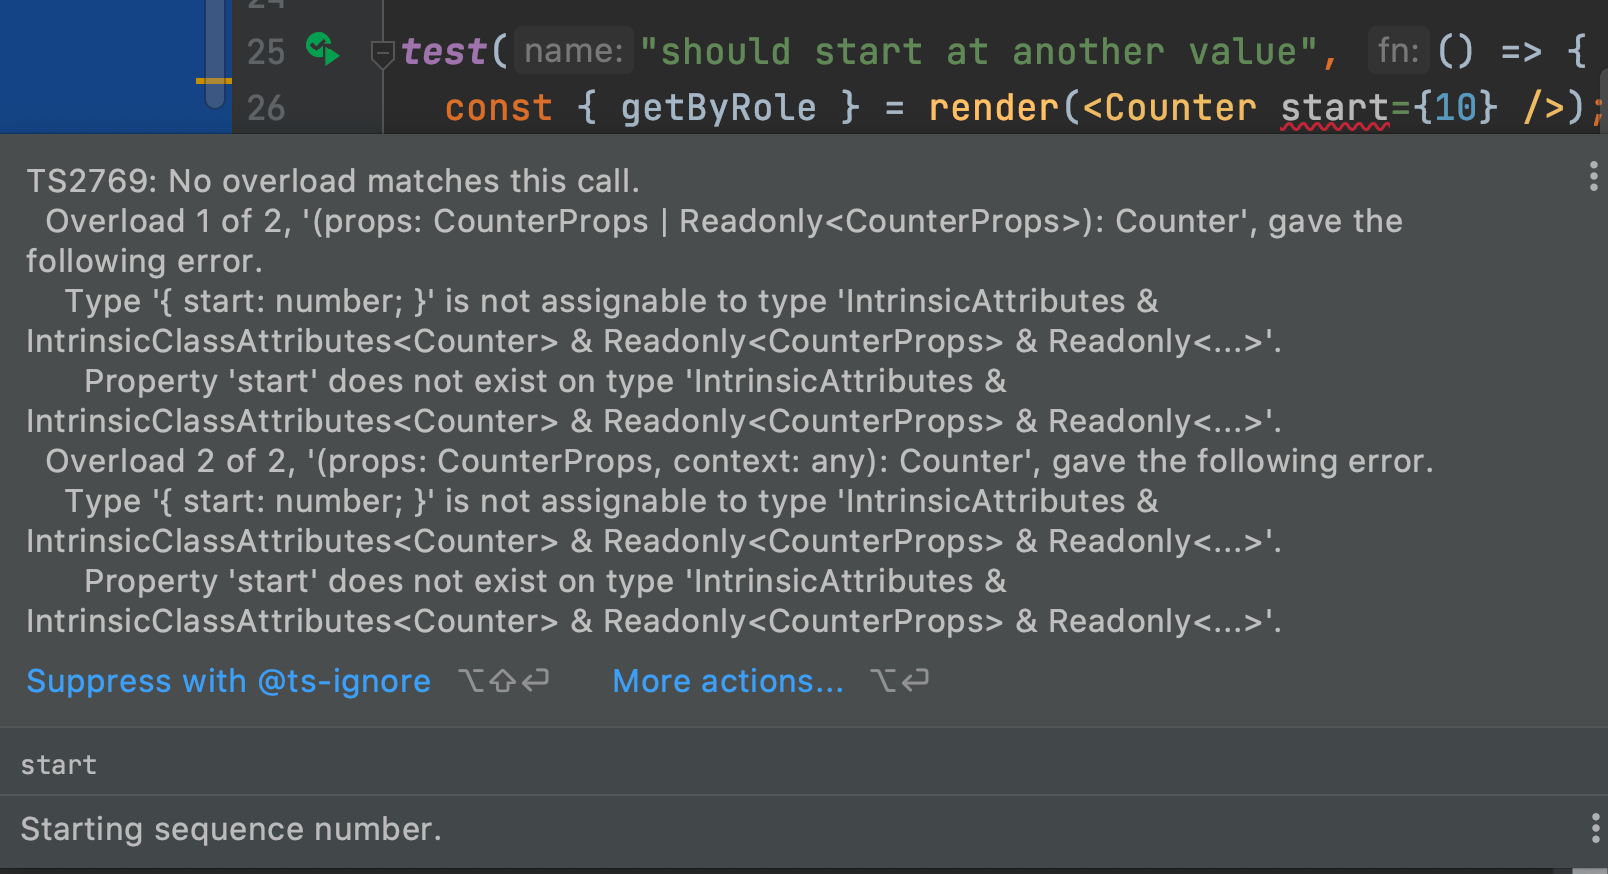 24
25 test( name: "should start at another value", fn: () => {
26 const { getByRole } = render(<Counter start={10} />);
TS2769: No overload matches this call.
Overload 1 of 2, '(props: CounterProps | Readonly<CounterProps>): Counter', gave the
following error.
Type '{ start: number; }' is not assignable to type 'IntrinsicAttributes &
IntrinsicClassAttributes<Counter> & Readonly<CounterProps> & Readonly<...>'.
Property 'start' does not exist on type 'IntrinsicAttributes &
IntrinsicClassAttributes<Counter> & Readonly<CounterProps> & Readonly<...>'.
Overload 2 of 2, '(props: CounterProps, context: any): Counter', gave the following error.
Type '{ start: number; }' is not assignable to type 'IntrinsicAttributes &
IntrinsicClassAttributes<Counter> & Readonly<CounterProps> & Readonly<...>'.
Property 'start' does not exist on type 'IntrinsicAttributes &
IntrinsicClassAttributes<Counter> & Readonly<CounterProps> & Readonly<...>'.
Suppress with @ts-ignore ⌥⇧⏎ More actions... ⌥⏎
start
Starting sequence number.